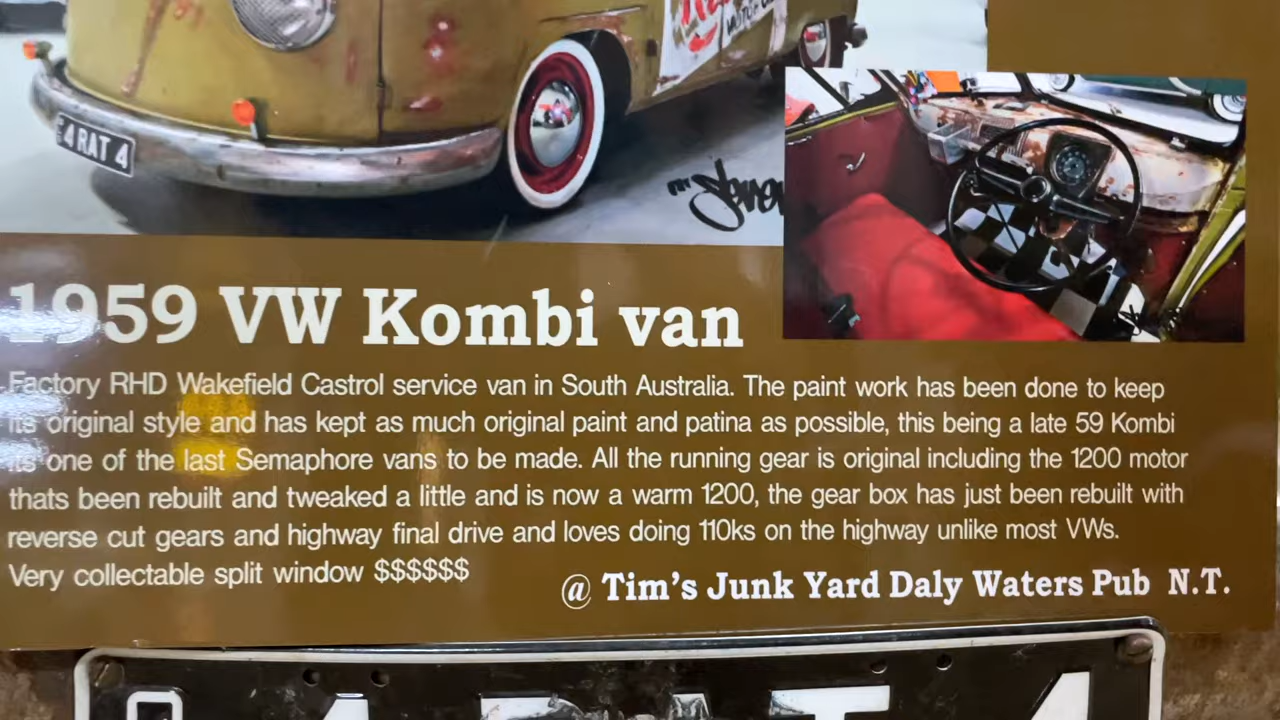 MOTOR
4 RAT 4
1959 VW Kombi van
Factory RHD Wakefield Castrol service van in South Australia. The paint work has been done to keep
its original style and has kept as much original paint and patina as possible, this being a late 59 Kombi
its one of the last Semaphore vans to be made. All the running gear is original including the 1200 motor
thats been rebuilt and tweaked a little and is now a warm 1200, the gear box has just been rebuilt with
reverse cut gears and highway final drive and loves doing 110ks on the highway unlike most VWs.
Very collectable split window $$$$$$
@ Tim's Junk Yard Daly Waters Pub N.T.
4 RAT 4